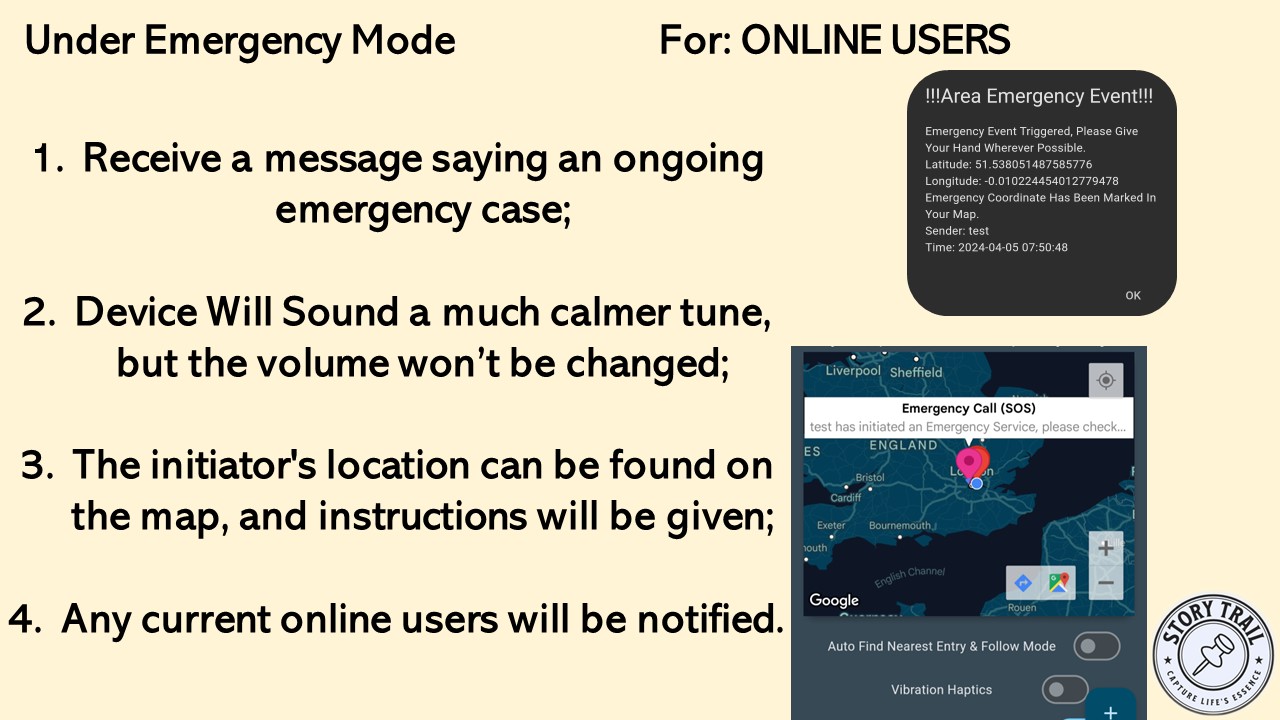 Under Emergency Mode
For: ONLINE USERS
1. Receive a message saying an ongoing
emergency case;
2. Device Will Sound a much calmer tune,
but the volume won’t be changed;
3. The initiator's location can be found on
the map, and instructions will be given;
4. Any current online users will be notified.
!!!Area Emergency Event!!!
Emergency Event Triggered, Please Give
Your Hand Wherever Possible.
Latitude: 51.538051487585776
Longitude: -0.010224454012779478
Emergency Coordinate Has Been Marked In
Your Map.
Sender: test
Time: 2024-04-05 07:50:48
OK
Liverpool
Sheffield
Emergency Call (SOS)
test has initiated an Emergency Service, please check...
ES
ENGLAND
Bristol
Cardiff
Exeter
Bournemouth
mouth
English Channel
Google
Rouen
Auto Find Nearest Entry & Follow Mode
Vibration Haptics
STORY TRAIL
CAPTURE LIFE'S ESSENCE